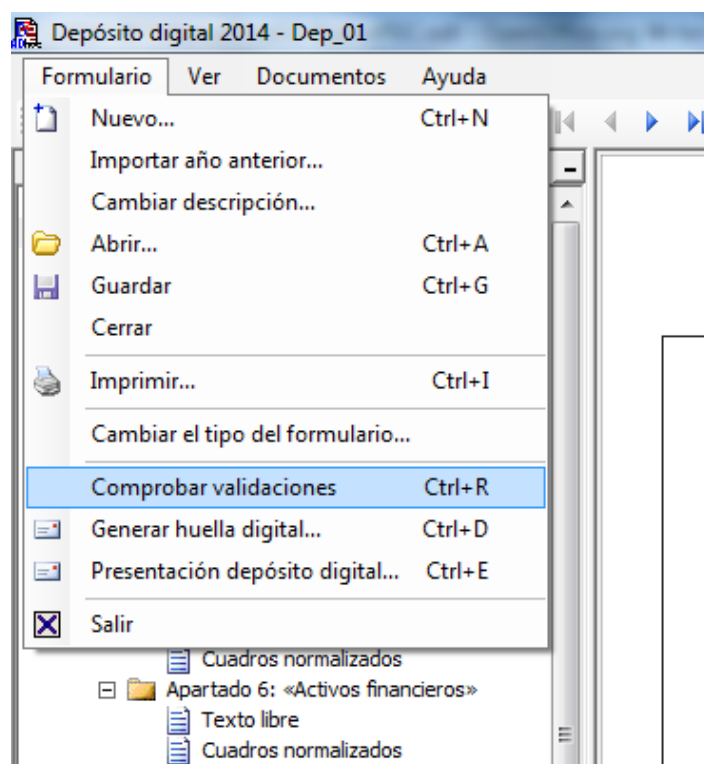 Depósito digital 2014 - Dep_01
Formulario Ver Documentos Ayuda
Nuevo... Ctrl+N
Importar año anterior...
Cambiar descripción...
Abrir... Ctrl+A
Guardar Ctrl+G
Cerrar
Imprimir... Ctrl+I
Cambiar el tipo del formulario...
Comprobar validaciones Ctrl+R
Generar huella digital... Ctrl+D
Presentación depósito digital... Ctrl+E
Salir
Cuadros normalizados
Apartado 6: «Activos financieros»
Texto libre
Cuadros normalizados